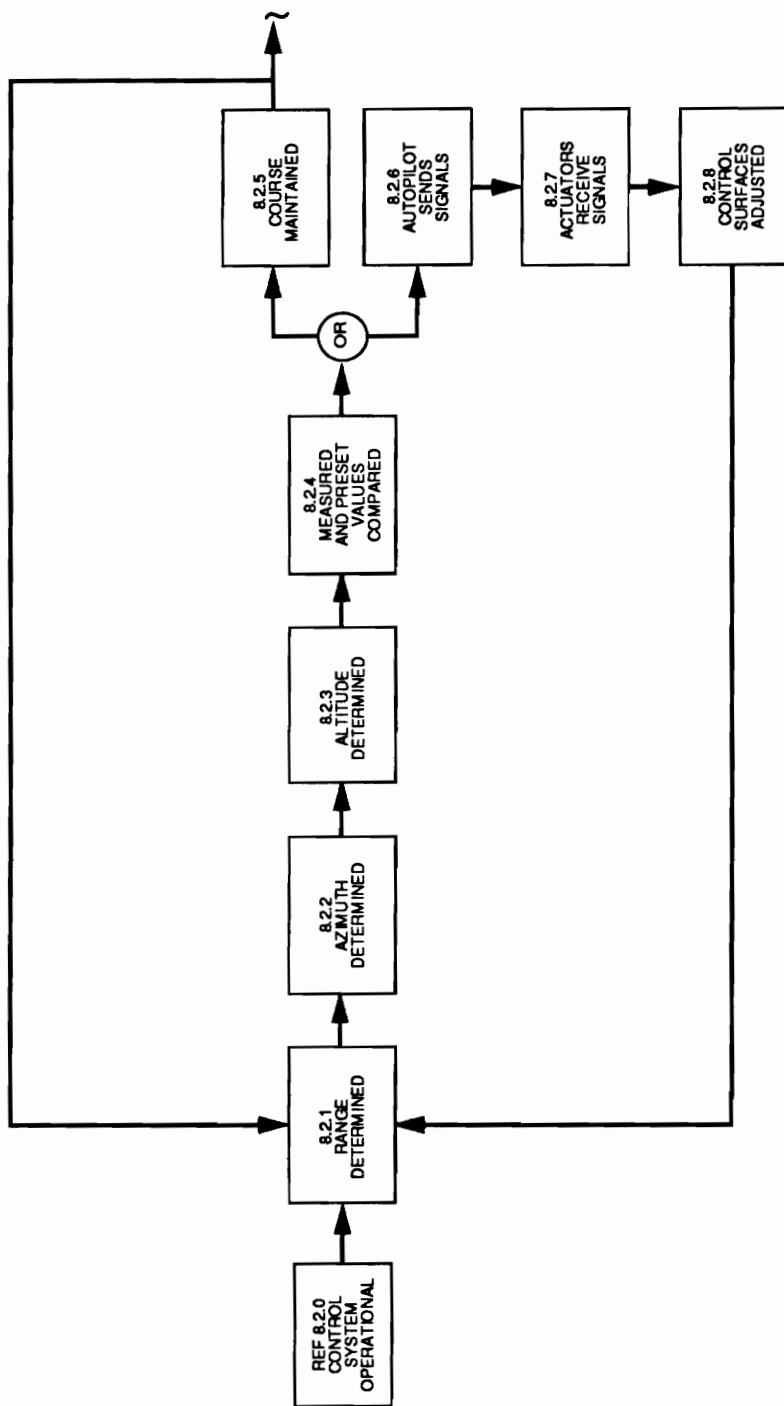 REF 8.2.0
CONTROL
SYSTEM
OPERATIONAL
8.2.1
RANGE
DETERMINED
8.2.2
AZIMUTH
DETERMINED
8.2.3
ALTITUDE
DETERMINED
8.2.4
MEASURED
AND PRESET
VALUES
COMPARED
OR
8.2.5
COURSE
MAINTAINED
8.2.6
AUTOPILOT
SENDS
SIGNALS
8.2.7
ACTUATORS
RECEIVE
SIGNALS
8.2.8
CONTROL
SURFACES
ADJUSTED